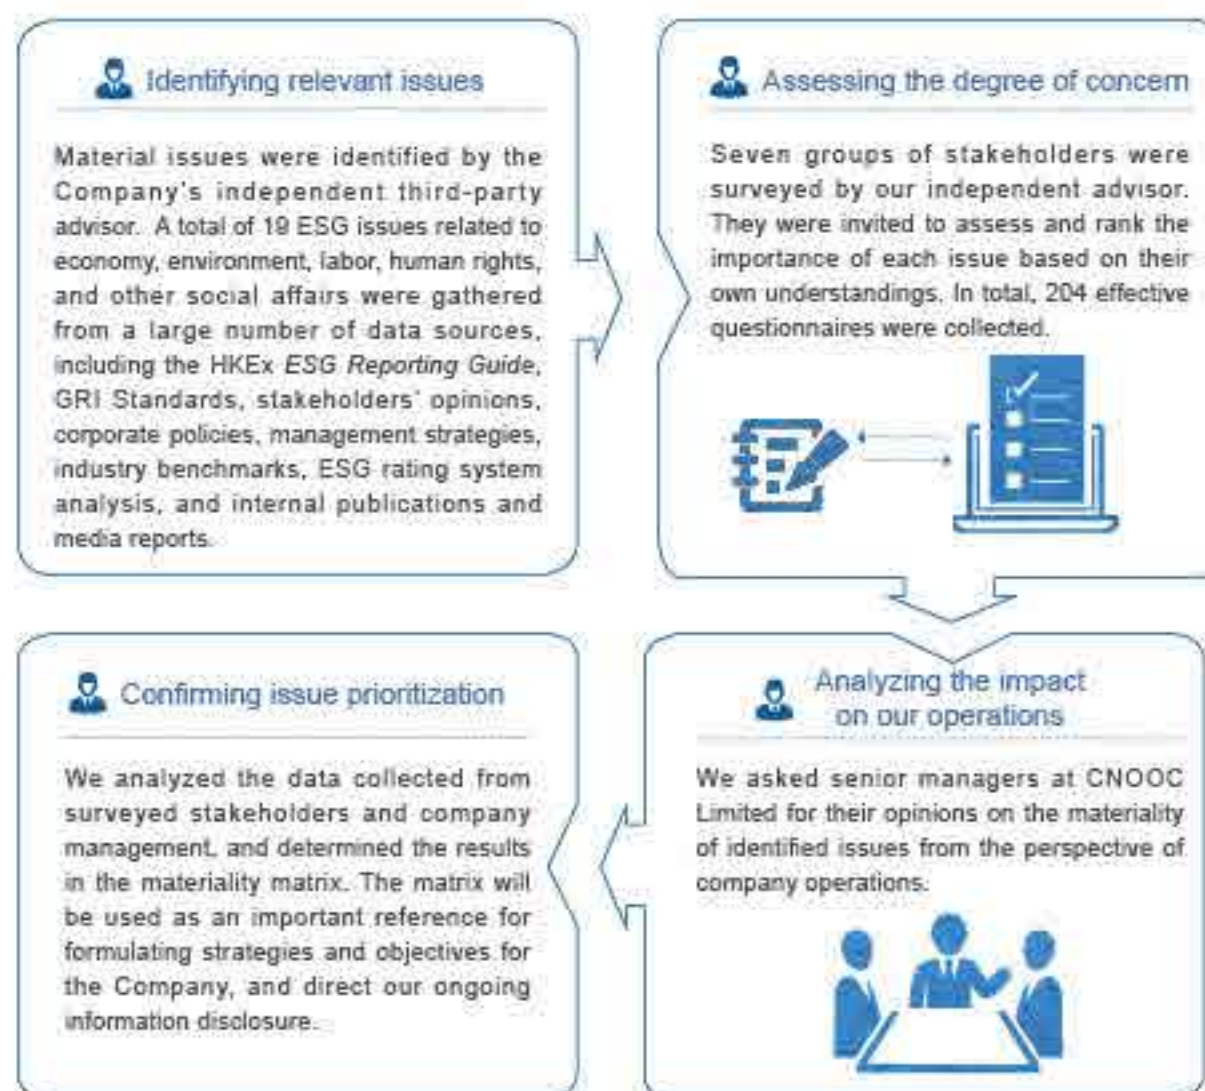 Identifying relevant issues
Material issues were identified by the
Company's independent third-party
advisor. A total of 19 ESG issues related to
economy, environment, labor, human rights,
and other social affairs were gathered
from a large number of data sources,
including the HKEx ESG Reporting Guide,
GRI Standards, stakeholders' opinions,
corporate policies, management strategies,
industry benchmarks, ESG rating system
analysis, and internal publications and
media reports.
Assessing the degree of concern
Seven groups of stakeholders were
surveyed by our independent advisor.
They were invited to assess and rank the
importance of each issue based on their
own understandings. In total, 204 effective
questionnaires were collected.
Analyzing the impact
on our operations
We asked senior managers at CNOOC
Limited for their opinions on the materiality
of identified issues from the perspective of
company operations.
Confirming issue prioritization
We analyzed the data collected from
surveyed stakeholders and company
management, and determined the results
in the materiality matrix. The matrix will
be used as an important reference for
formulating strategies and objectives for
the Company, and direct our ongoing
information disclosure.